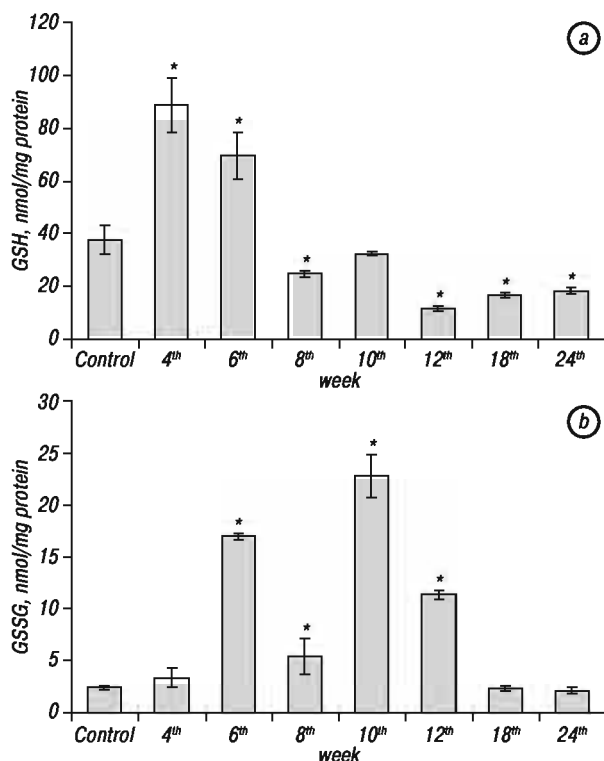 a
GSH, nmol/mg protein
120
100
80
60
40
20
0
* * * * * *
Control 4th 6th 8th 10th 12th 18th 24th
week
b
GSSG, nmol/mg protein
30
25
20
15
10
5
0
* * * *
Control 4th 6th 8th 10th 12th 18th 24th
week